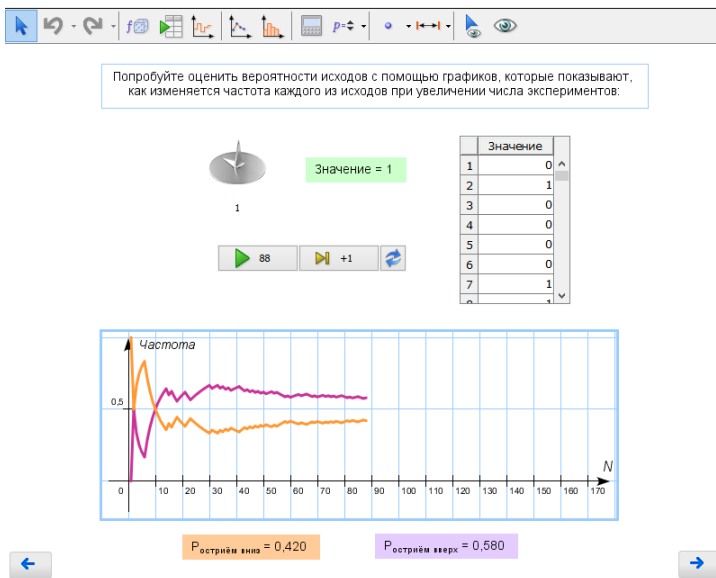 p=
Попробуйте оценить вероятности исходов с помощью графиков, которые показывают,
как изменяется частота каждого из исходов при увеличении числа экспериментов:
Значение = 1
1
88
+1
Значение
1 0
2 1
3 0
4 0
5 0
6 0
7 1
Частота
0,5
N
0 10 20 30 40 50 60 70 80 90 100 110 120 130 140 150 160 170
Pостриём вниз = 0,420
Pостриём вверх = 0,580